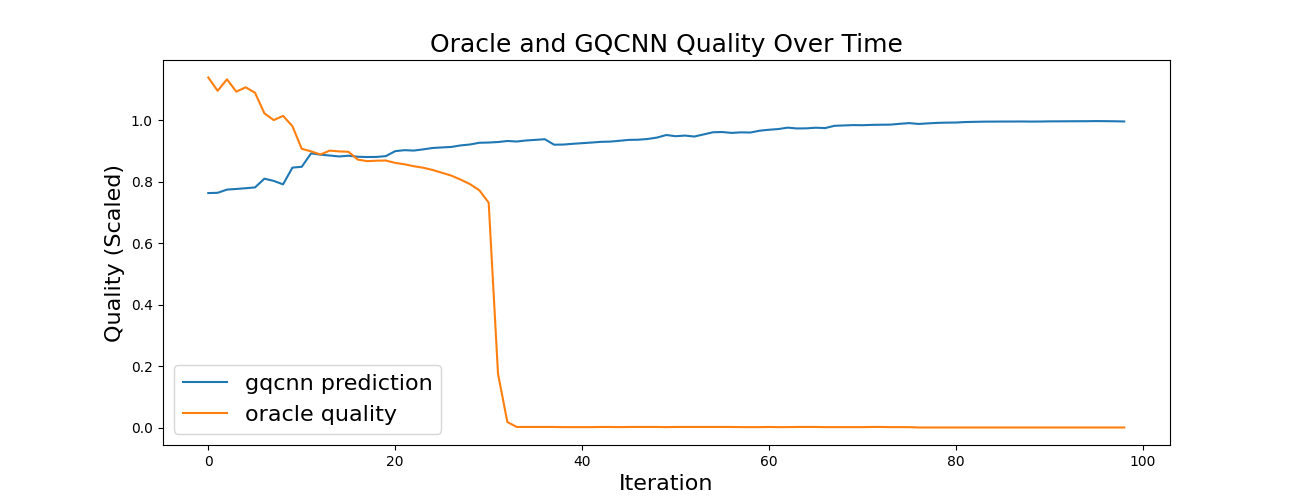 Oracle and GQCNN Quality Over Time
Quality (Scaled)
1.0
0.8
0.6
0.4
0.2
0.0
gqcnn prediction
oracle quality
0 20 40 60 80 100
Iteration